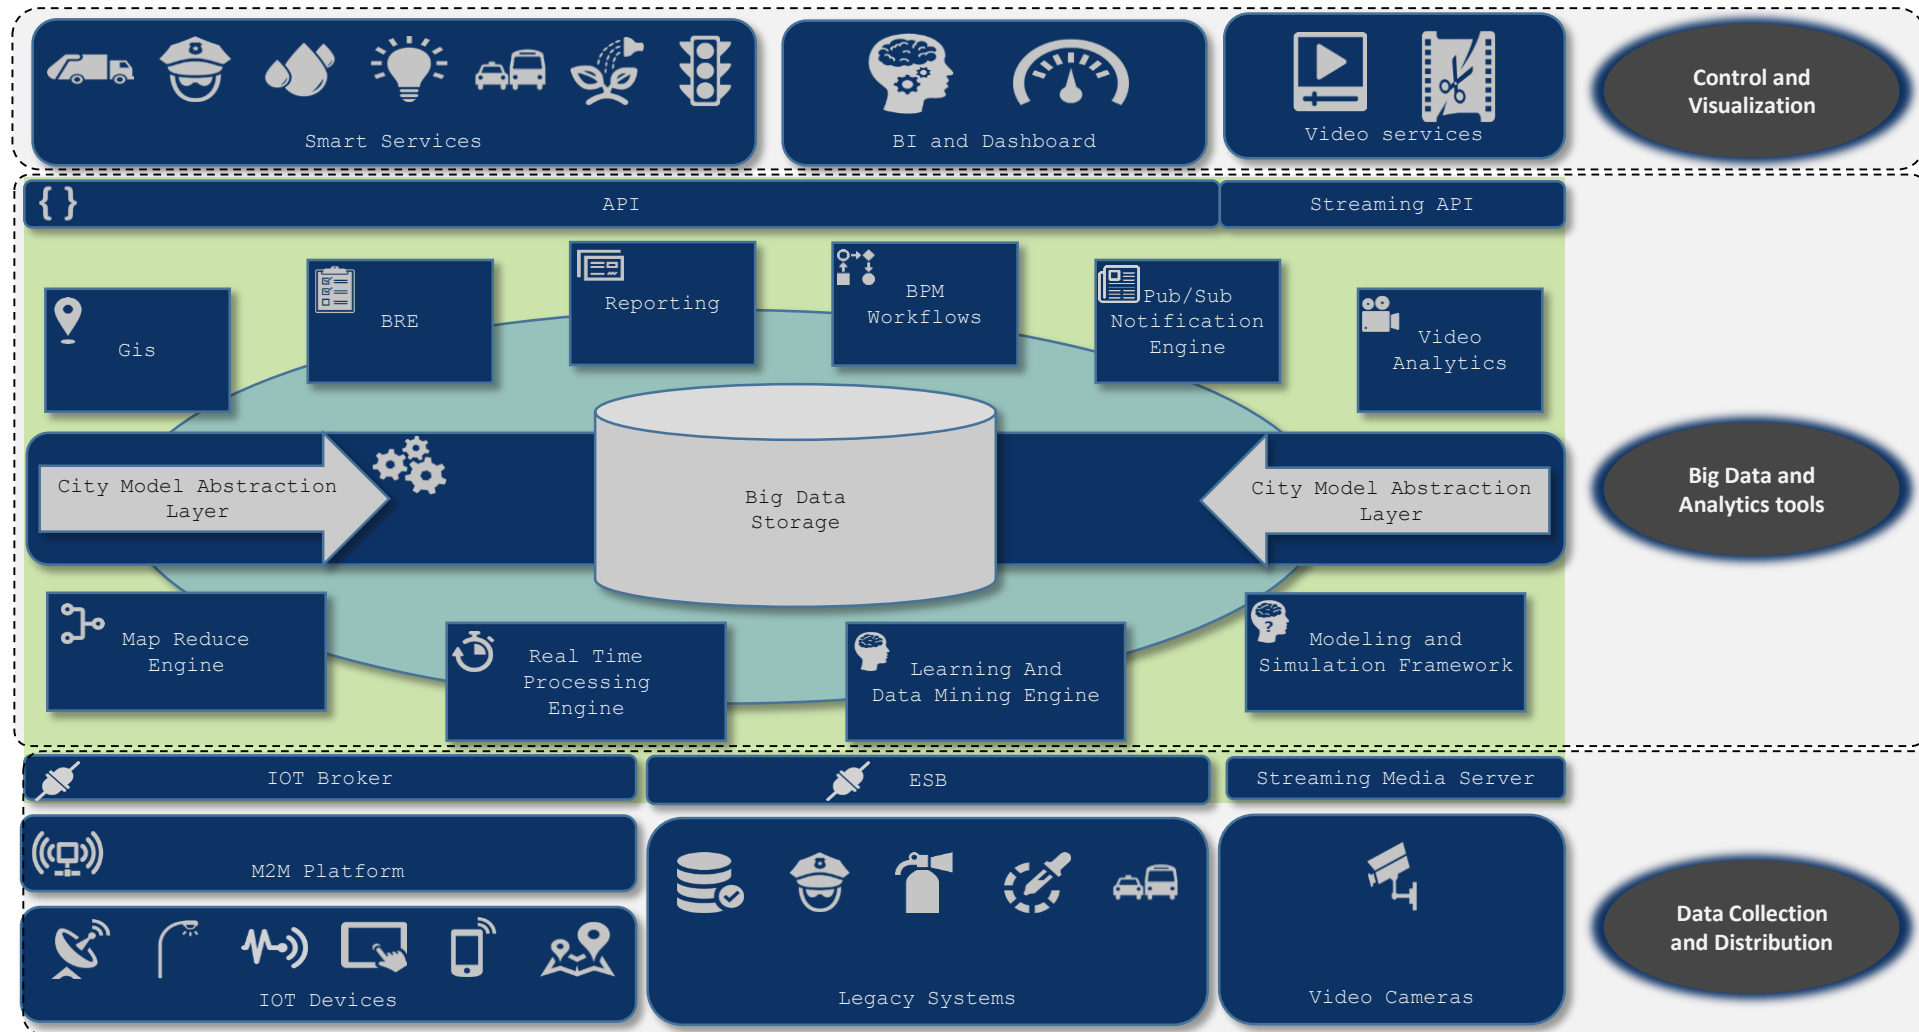 Smart Services
BI and Dashboard
Video services
Control and
Visualization
{ }
API
Streaming API
Gis
BRE
Reporting
BPM
Workflows
Pub/Sub
Notification
Engine
Video
Analytics
City Model Abstraction
Layer
Big Data
Storage
City Model Abstraction
Layer
Big Data and
Analytics tools
Map Reduce
Engine
Real Time
Processing
Engine
Learning And
Data Mining Engine
?
Modeling and
Simulation Framework
IOT Broker
ESB
Streaming Media Server
M2M Platform
IOT Devices
Legacy Systems
Video Cameras
Data Collection
and Distribution